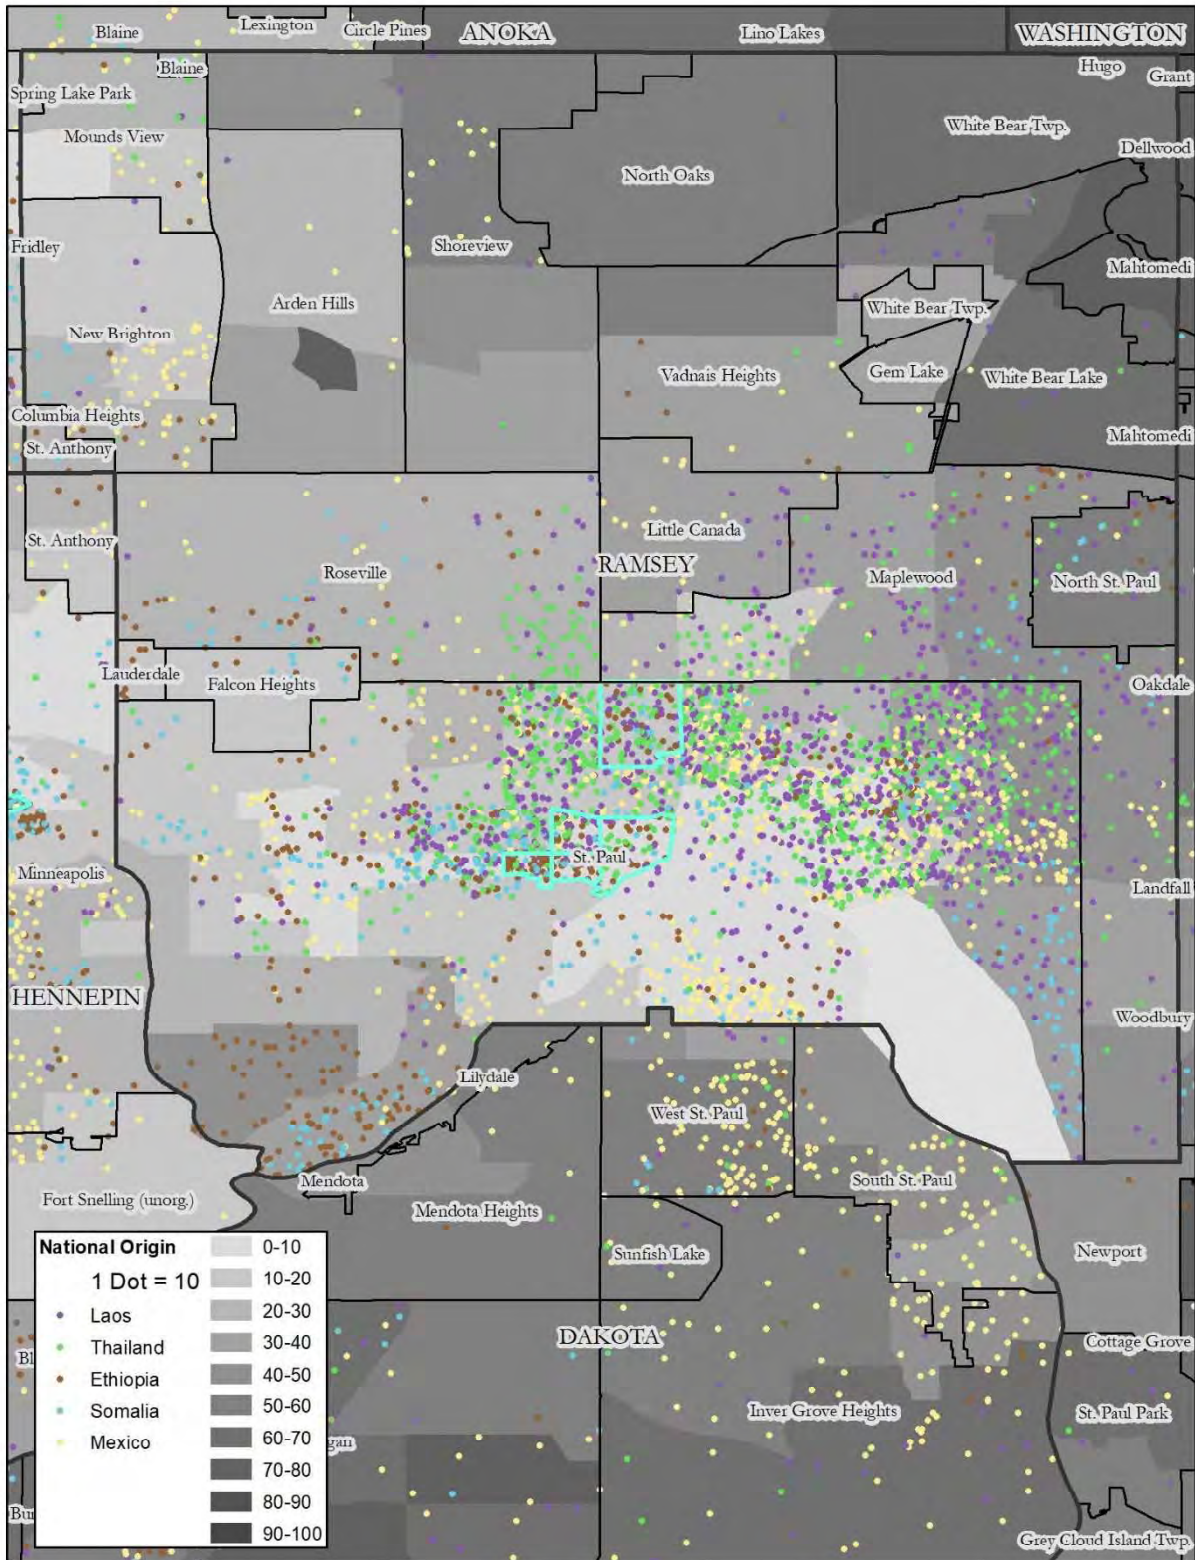 Blaine
Lexington
Circle Pines
ANOKA
Lino Lakes
WASHINGTON
Blaine
Hugo
Grant
Spring Lake Park
Mounds View
White Bear Twp.
Dellwood
North Oaks
Fridley
Shoreview
Mahtomedi
Arden Hills
White Bear Twp.
New Brighton
Vadnais Heights
Gem Lake
White Bear Lake
Columbia Heights
Mahtomedi
St. Anthony
St. Anthony
Little Canada
RAMSEY
Roseville
Maplewood
North St. Paul
Lauderdale
Falcon Heights
Oakdale
St. Paul
Minneapolis
Landfall
HENNEPIN
Woodbury
Lilydale
West St. Paul
Mendota
South St. Paul
Fort Snelling (unorg.)
Mendota Heights
Sunfish Lake
Newport
DAKOTA
Cottage Grove
Bl
Inver Grove Heights
St. Paul Park
gan
Bu
Grey Cloud Island Twp.
National Origin
1 Dot = 10
Laos
Thailand
Ethiopia
Somalia
Mexico
0-10
10-20
20-30
30-40
40-50
50-60
60-70
70-80
80-90
90-100